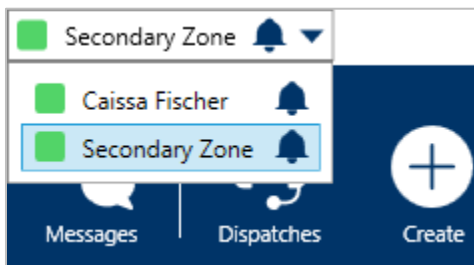 Secondary Zone
Caissa Fischer
Secondary Zone
Messages
Dispatches
Create